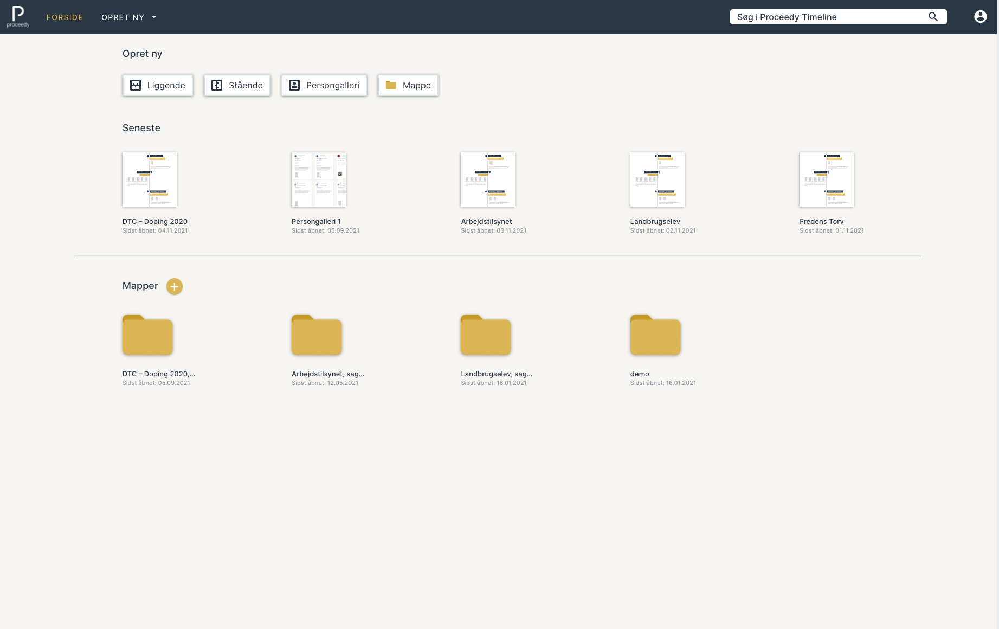 proceedy
FORSIDE
OPRET NY
Søg i Proceedy Timeline
Opret ny
Liggende
Stående
Persongalleri
Mappe
Seneste
DTC – Doping 2020
Sidst åbnet: 04.11.2021
Persongalleri 1
Sidst åbnet: 05.09.2021
Arbejdstilsynet
Sidst åbnet: 03.11.2021
Landbrugselev
Sidst åbnet: 02.11.2021
Fredens Torv
Sidst åbnet: 01.11.2021
Mapper
DTC – Doping 2020,...
Sidst åbnet: 05.09.2021
Arbejdstilsynet, sag...
Sidst åbnet: 12.05.2021
Landbrugselev, sag...
Sidst åbnet: 16.01.2021
demo
Sidst åbnet: 16.01.2021